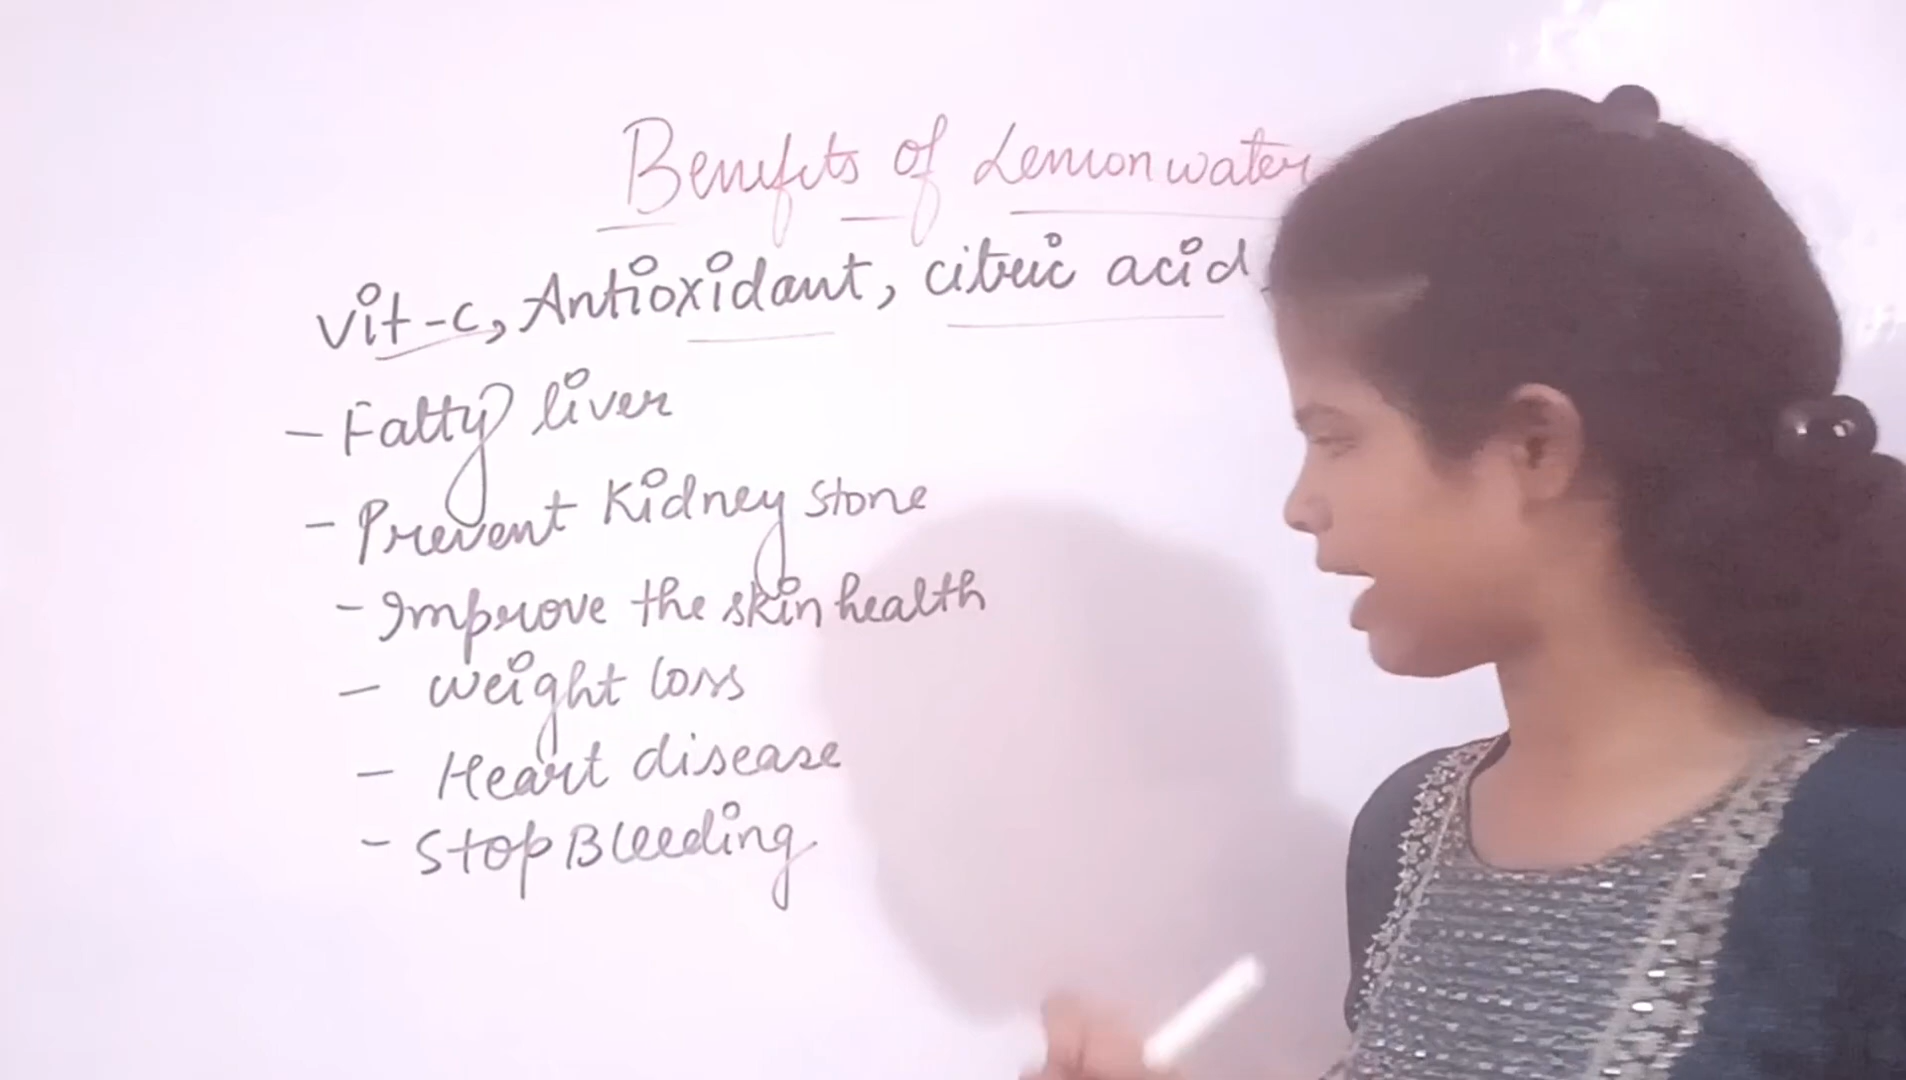 Benefits of Lemon water
Vit-c, Antioxidant, citric acid
- Fatty liver
- Prevent Kidney stone
- Improve the skin health
- weight loss
- Heart disease
- Stop Bleeding